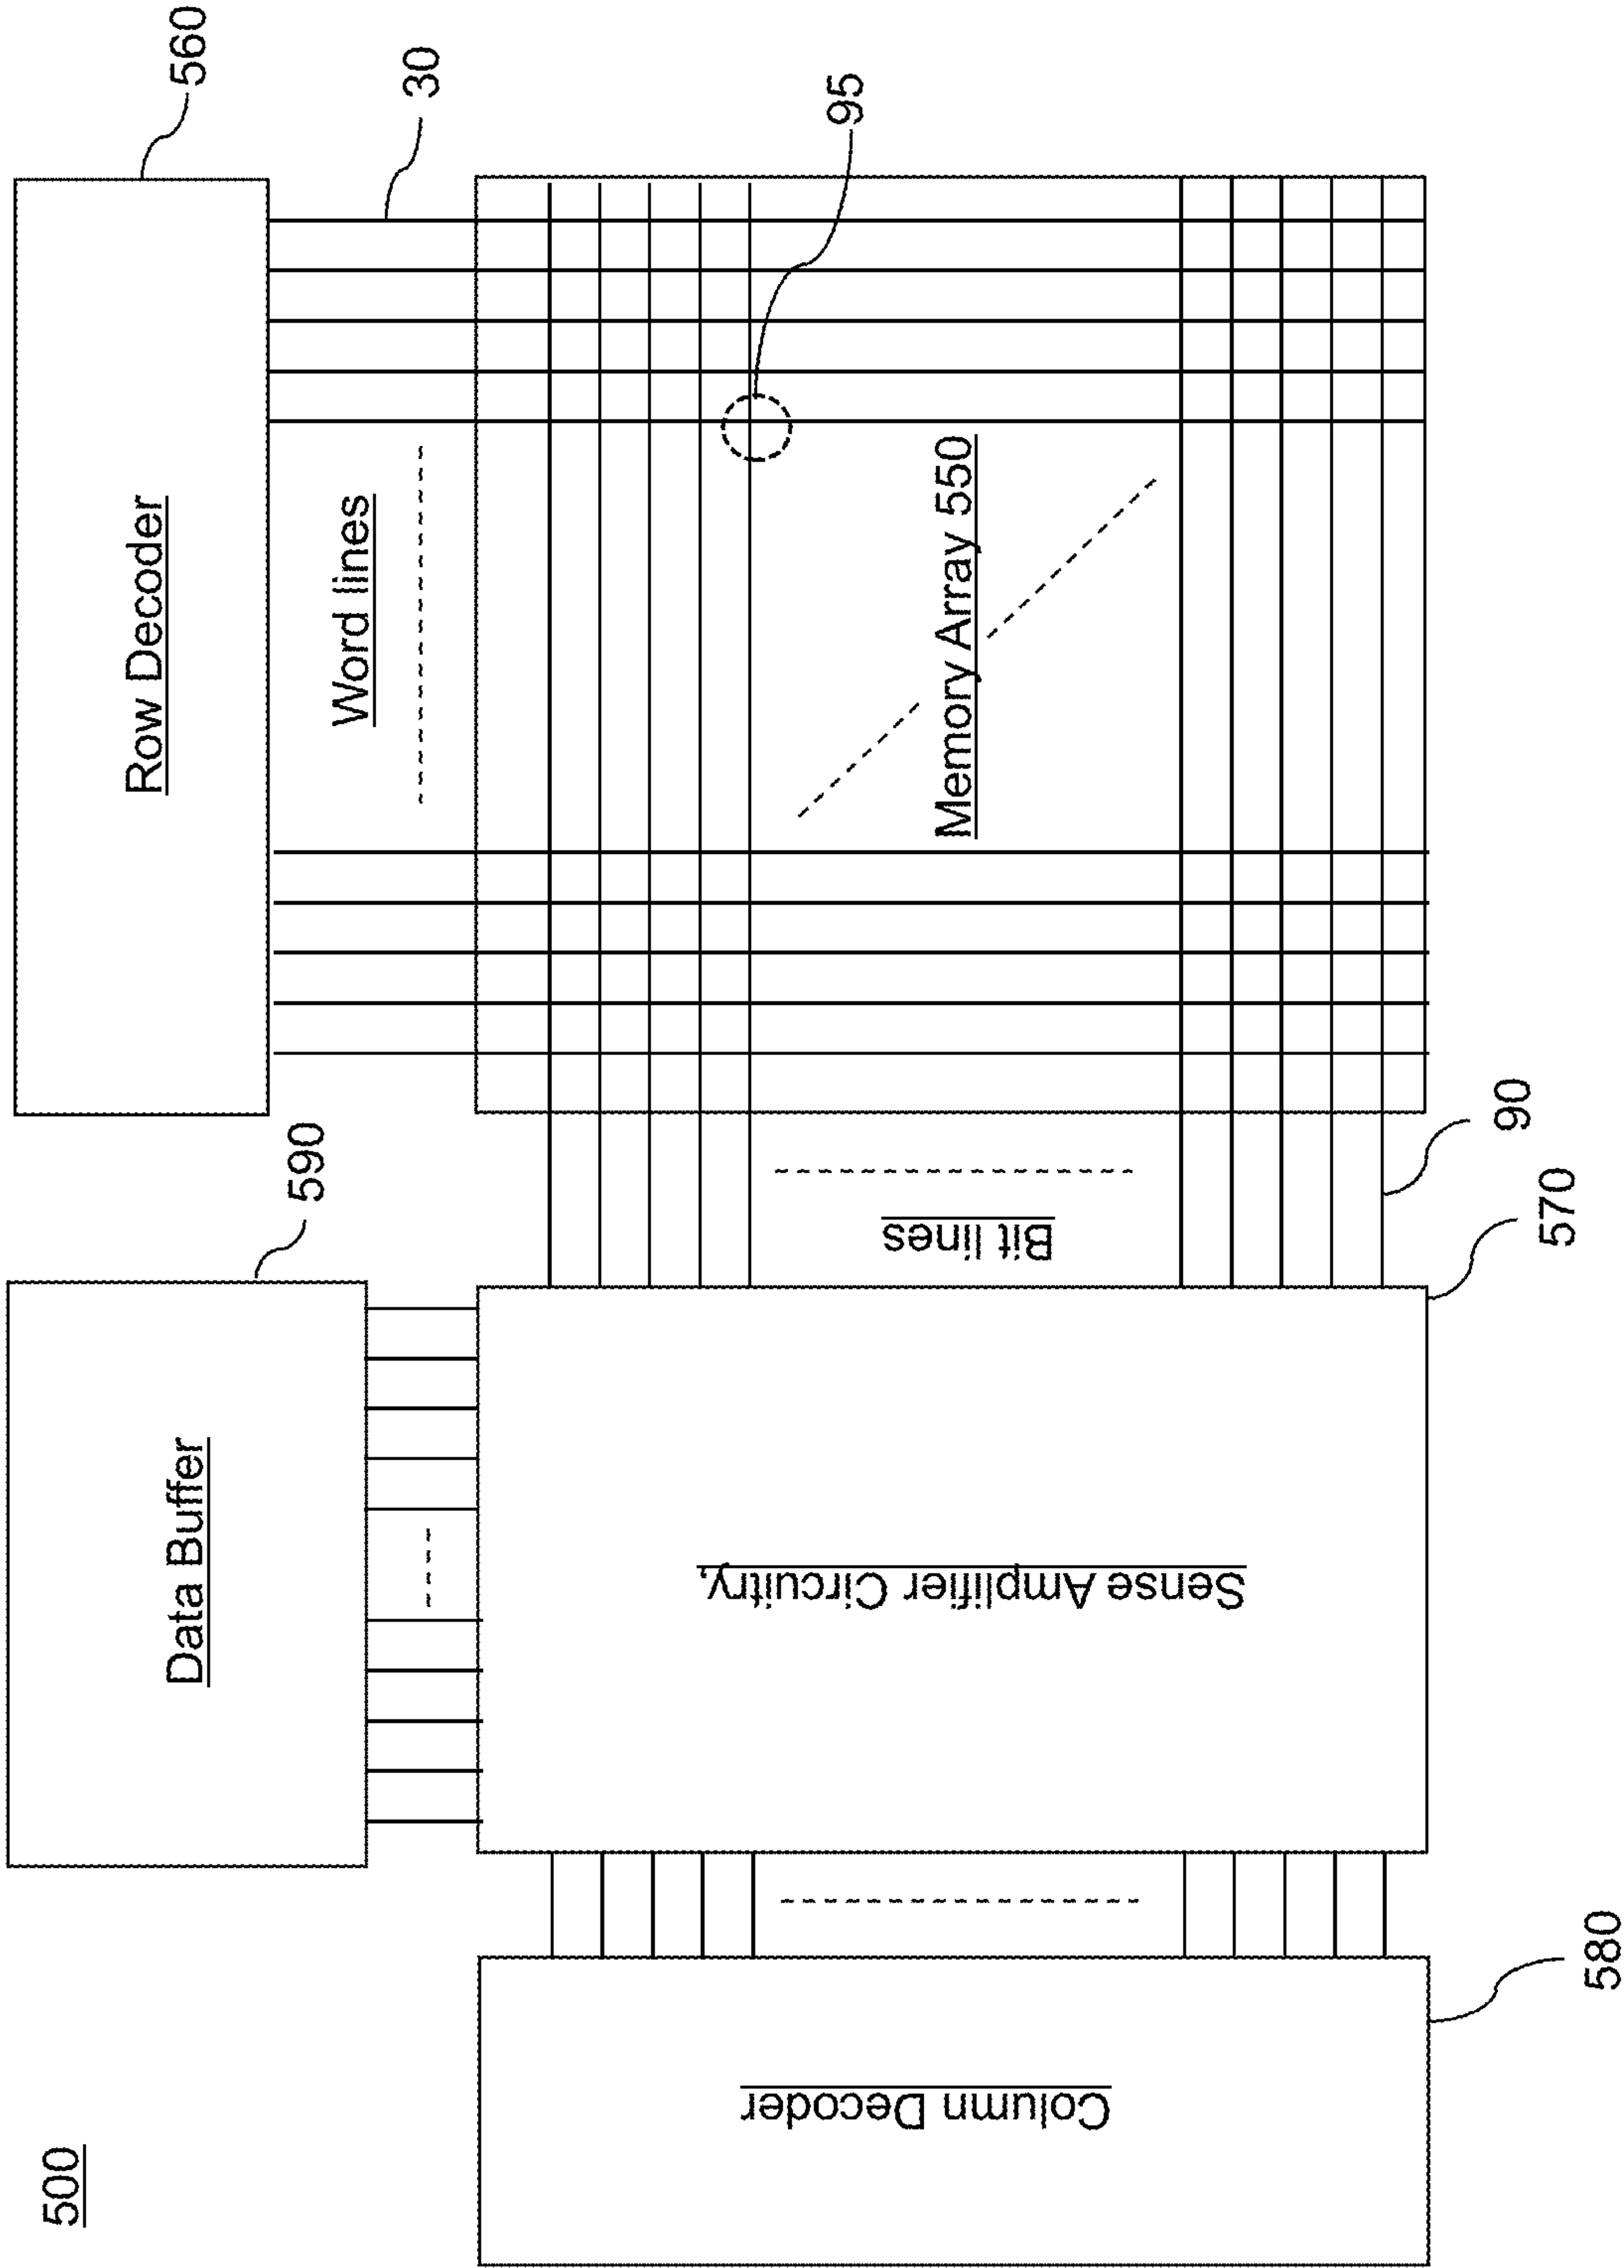 500
Row Decoder
560
Word lines
30
95
Memory Array 550
Data Buffer
590
Bit lines
90
Sense Amplifier Circuitry,
570
Column Decoder
580